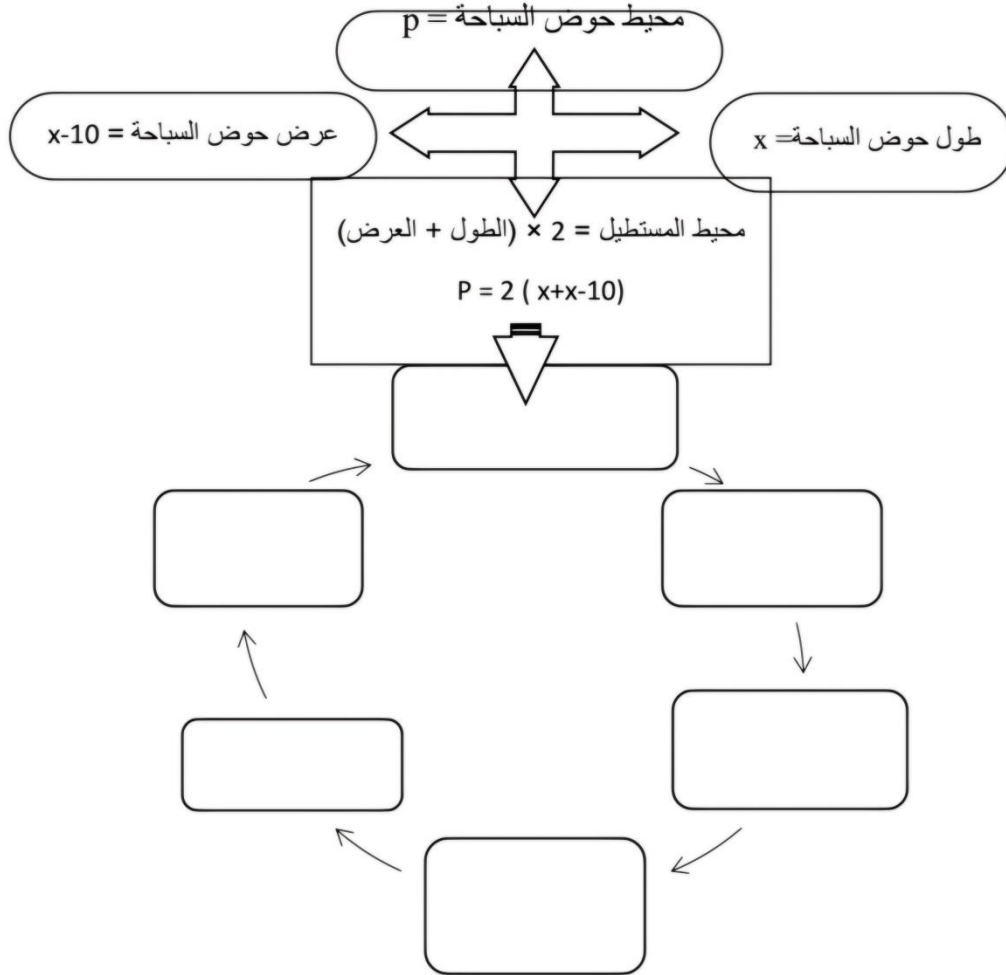 محيط حوض السباحة = p
طول حوض السباحة= x
عرض حوض السباحة = x-10
محيط المستطيل = 2 × (الطول + العرض)
P = 2 ( x+x-10)